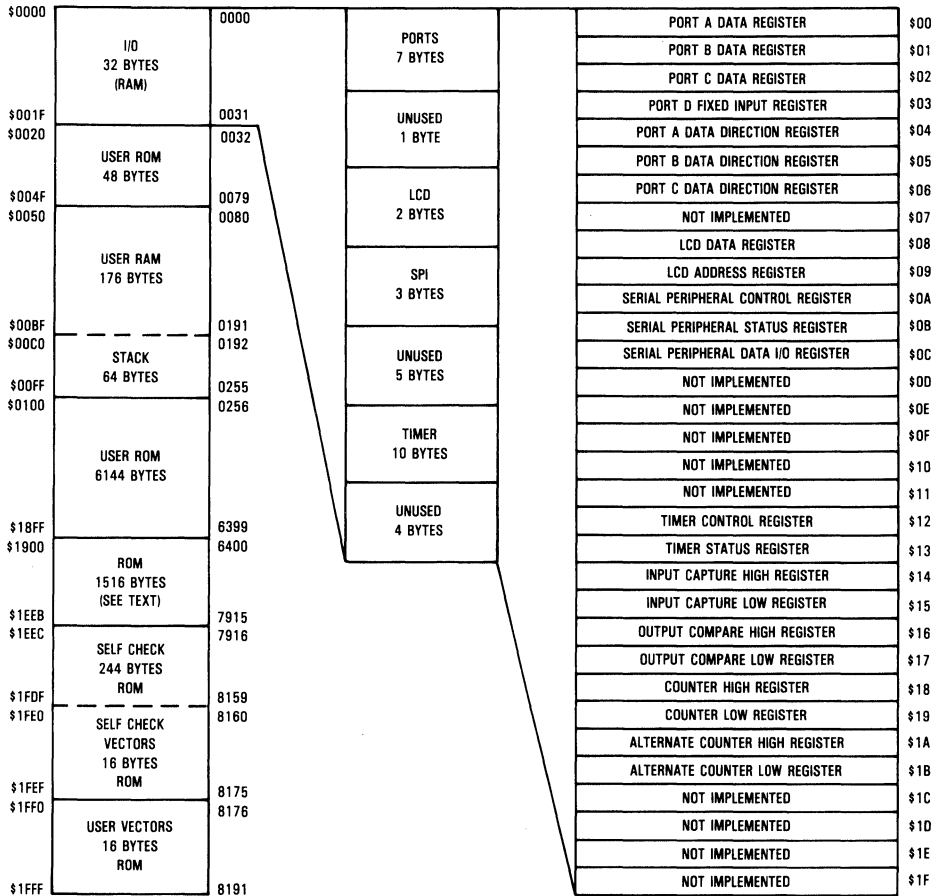 $0000
0000
I/O
32 BYTES
(RAM)
$001F
0031
$0020
0032
USER ROM
48 BYTES
$004F
0079
$0050
0080
USER RAM
176 BYTES
$00BF
0191
$00C0
0192
STACK
64 BYTES
$00FF
0255
$0100
0256
USER ROM
6144 BYTES
$18FF
6399
$1900
6400
ROM
1516 BYTES
(SEE TEXT)
$1EEB
7915
$1EEC
7916
SELF CHECK
244 BYTES
ROM
$1FDF
8159
$1FE0
8160
SELF CHECK
VECTORS
16 BYTES
ROM
$1FEF
8175
$1FF0
8176
USER VECTORS
16 BYTES
ROM
$1FFF
8191
PORTS
7 BYTES
UNUSED
1 BYTE
LCD
2 BYTES
SPI
3 BYTES
UNUSED
5 BYTES
TIMER
10 BYTES
UNUSED
4 BYTES
PORT A DATA REGISTER $00
PORT B DATA REGISTER $01
PORT C DATA REGISTER $02
PORT D FIXED INPUT REGISTER $03
PORT A DATA DIRECTION REGISTER $04
PORT B DATA DIRECTION REGISTER $05
PORT C DATA DIRECTION REGISTER $06
NOT IMPLEMENTED $07
LCD DATA REGISTER $08
LCD ADDRESS REGISTER $09
SERIAL PERIPHERAL CONTROL REGISTER $0A
SERIAL PERIPHERAL STATUS REGISTER $0B
SERIAL PERIPHERAL DATA I/O REGISTER $0C
NOT IMPLEMENTED $0D
NOT IMPLEMENTED $0E
NOT IMPLEMENTED $0F
NOT IMPLEMENTED $10
NOT IMPLEMENTED $11
TIMER CONTROL REGISTER $12
TIMER STATUS REGISTER $13
INPUT CAPTURE HIGH REGISTER $14
INPUT CAPTURE LOW REGISTER $15
OUTPUT COMPARE HIGH REGISTER $16
OUTPUT COMPARE LOW REGISTER $17
COUNTER HIGH REGISTER $18
COUNTER LOW REGISTER $19
ALTERNATE COUNTER HIGH REGISTER $1A
ALTERNATE COUNTER LOW REGISTER $1B
NOT IMPLEMENTED $1C
NOT IMPLEMENTED $1D
NOT IMPLEMENTED $1E
NOT IMPLEMENTED $1F